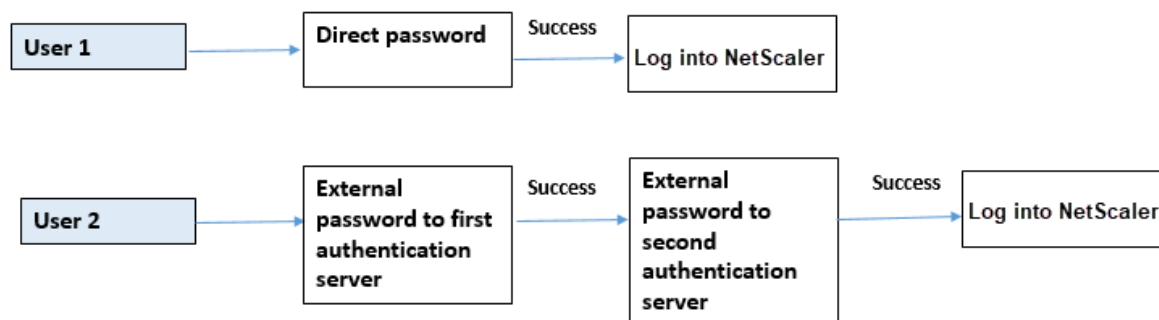 User 1
Direct password
Success
Log into NetScaler
User 2
External
password to first
authentication
server
Success
External
password to
second
authentication
server
Success
Log into NetScaler